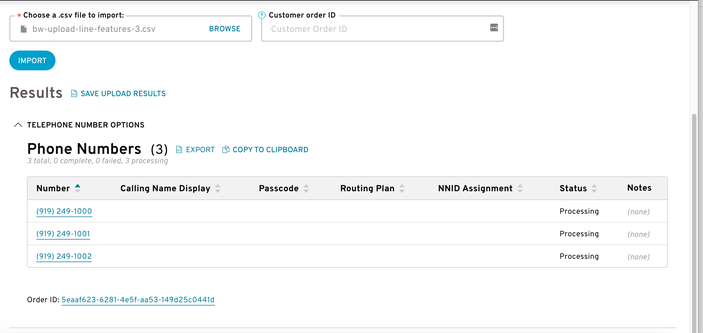 * Choose a .csv file to import:
Customer order ID
bw-upload-line-features-3.csv
BROWSE
Customer Order ID
IMPORT
Results
SAVE UPLOAD RESULTS
TELEPHONE NUMBER OPTIONS
Phone Numbers (3)
EXPORT
COPY TO CLIPBOARD
3 total, 0 complete, 0 failed, 3 processing
Number Calling Name Display Passcode Routing Plan NNID Assignment Status Notes
(919) 249-1000 Processing (none)
(919) 249-1001 Processing (none)
(919) 249-1002 Processing (none)
Order ID: 5eaaf623-6281-4e5f-aa53-149d25c0441d